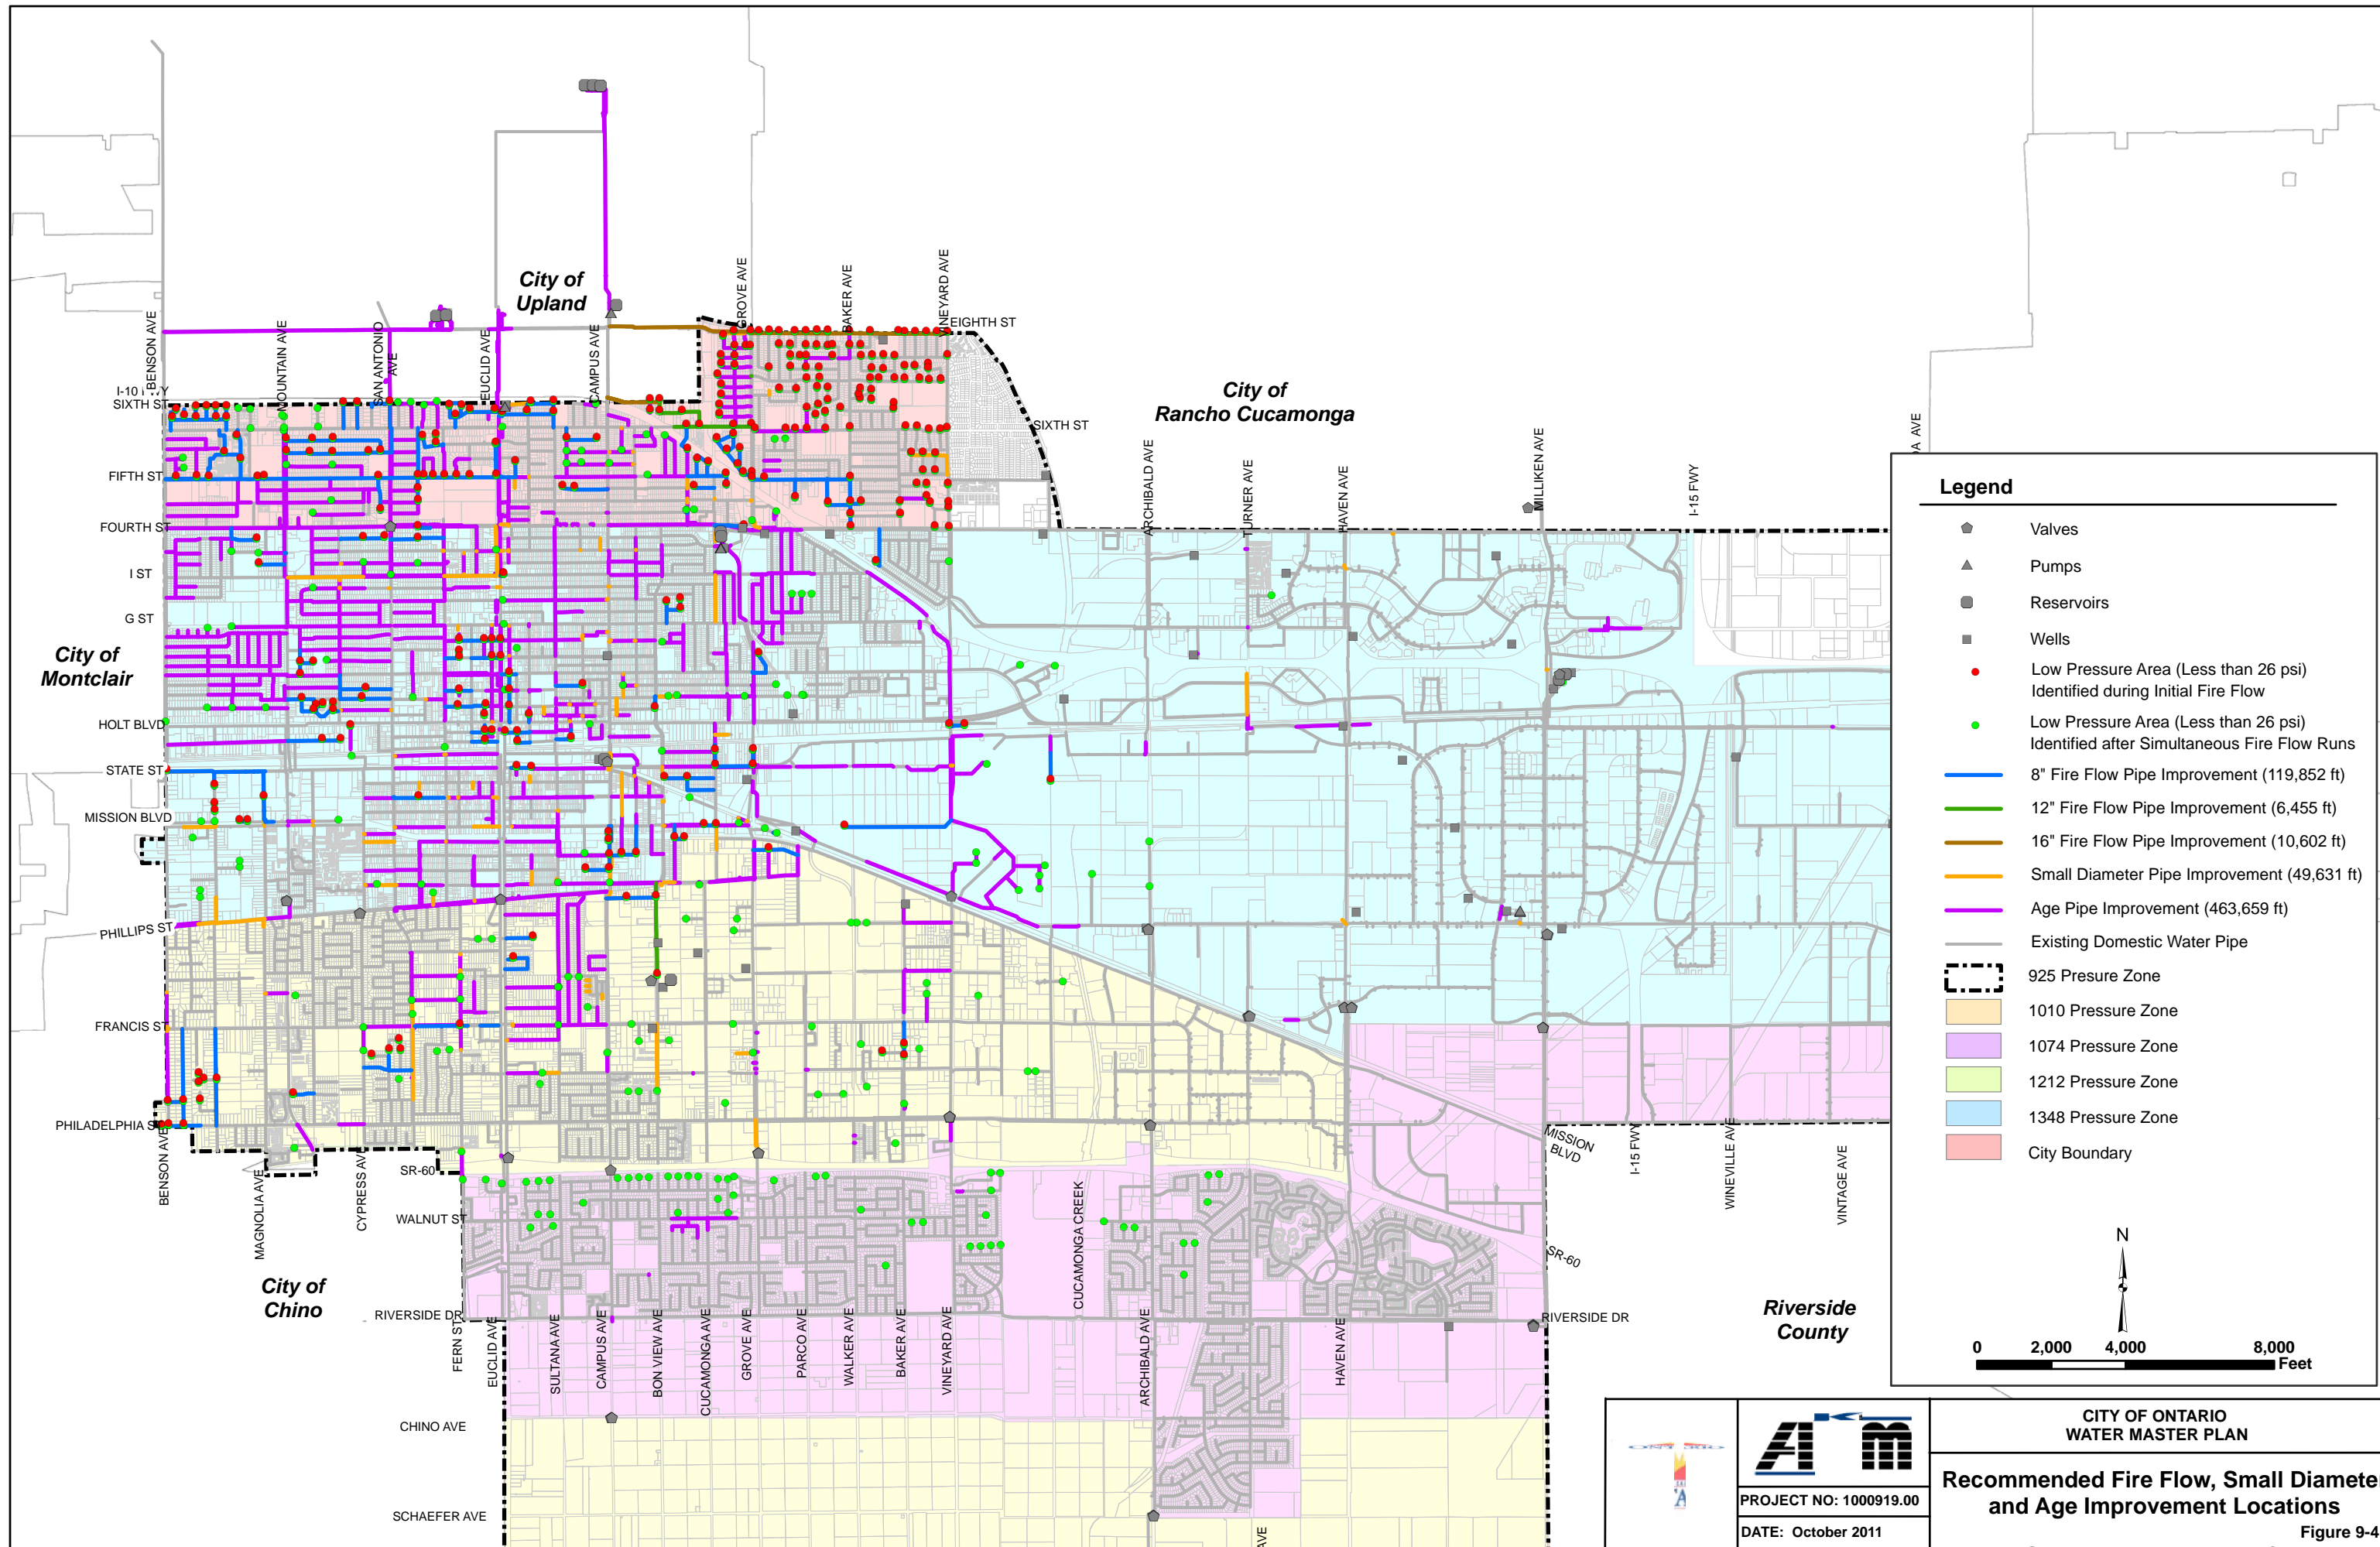 City of
Upland
GROVE AVE
BAKER AVE
VINEYARD AVE
EIGHTH ST
BENSON AVE
MOUNTAIN AVE
SAN ANTONIO
AVE
EUCLID AVE
CAMPUS AVE
I-10
SIXTH ST
City of
Rancho Cucamonga
SIXTH ST
ARCHIBALD AVE
TURNER AVE
HAVEN AVE
MILLIKEN AVE
I-15 FWY
AVE
FIFTH ST
FOURTH ST
I ST
G ST
City of
Montclair
HOLT BLVD
STATE ST
MISSION BLVD
PHILLIPS ST
FRANCIS ST
PHILADELPHIA S
BENSON AVE
MAGNOLIA AVE
CYPRESS AVE
SR-60
WALNUT ST
City of
Chino
RIVERSIDE DR
FERN ST
EUCLID AVE
SULTANA AVE
CAMPUS AVE
BON VIEW AVE
CUCAMONGA AVE
GROVE AVE
PARCO AVE
WALKER AVE
BAKER AVE
VINEYARD AVE
CUCAMONGA CREEK
ARCHIBALD AVE
HAVEN AVE
MISSION
BLVD
I-15 FWY
WINEVILLE AVE
VINTAGE AVE
SR-60
Riverside
County
RIVERSIDE DR
CHINO AVE
SCHAEFER AVE
AVE
Legend
Valves
Pumps
Reservoirs
Wells
Low Pressure Area (Less than 26 psi)
Identified during Initial Fire Flow
Low Pressure Area (Less than 26 psi)
Identified after Simultaneous Fire Flow Runs
8" Fire Flow Pipe Improvement (119,852 ft)
12" Fire Flow Pipe Improvement (6,455 ft)
16" Fire Flow Pipe Improvement (10,602 ft)
Small Diameter Pipe Improvement (49,631 ft)
Age Pipe Improvement (463,659 ft)
Existing Domestic Water Pipe
925 Presure Zone
1010 Pressure Zone
1074 Pressure Zone
1212 Pressure Zone
1348 Pressure Zone
City Boundary
N
0 2,000 4,000 8,000
Feet
ONTARIO
PROJECT NO: 1000919.00
DATE: October 2011
CITY OF ONTARIO
WATER MASTER PLAN
Recommended Fire Flow, Small Diamete
and Age Improvement Locations
Figure 9-4